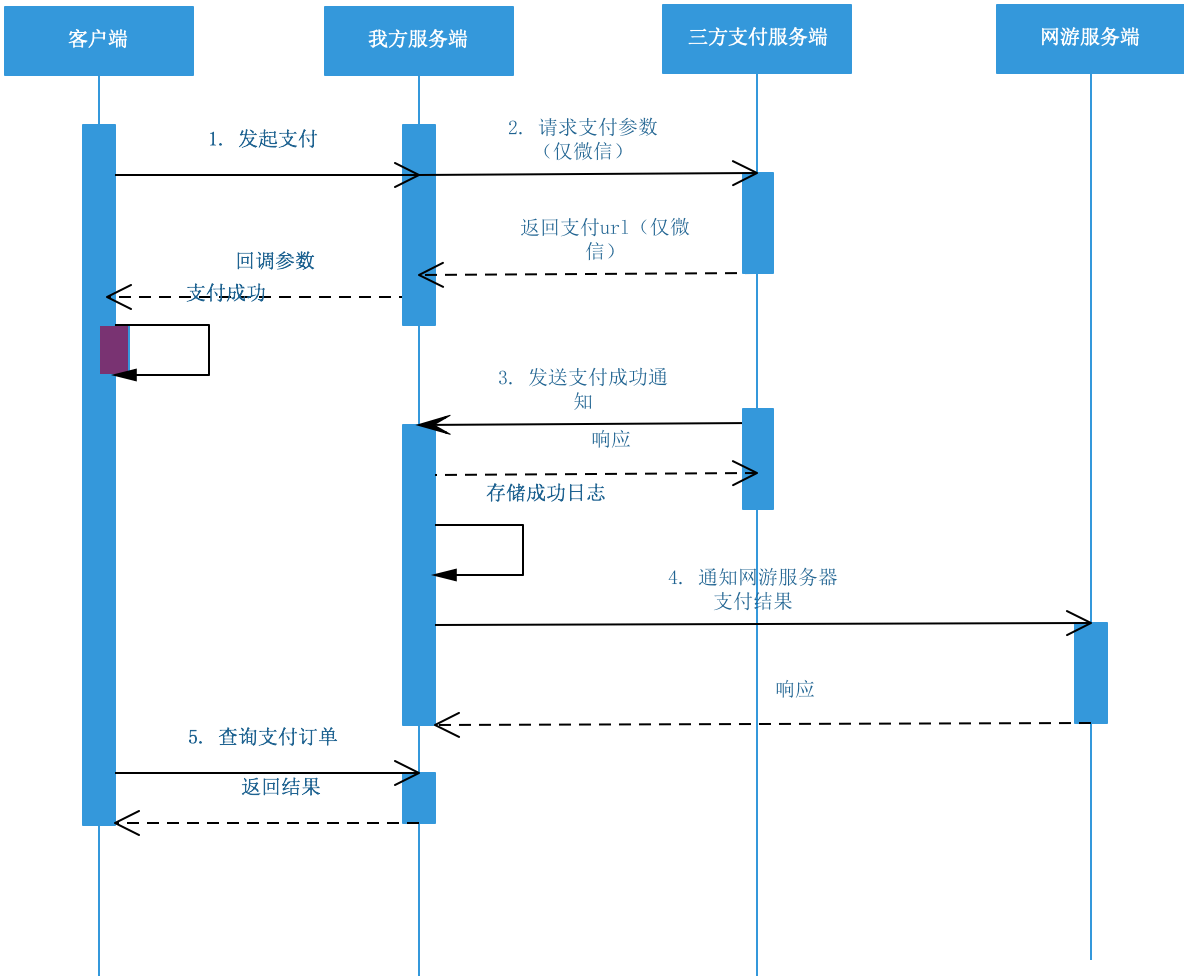 客户端
我方服务端
三方支付服务端
网游服务端
1. 发起支付
2. 请求支付参数
（仅微信）
返回支付url（仅微
信）
回调参数
支付成功
3. 发送支付成功通
知
响应
存储成功日志
4. 通知网游服务器
支付结果
响应
5. 查询支付订单
返回结果